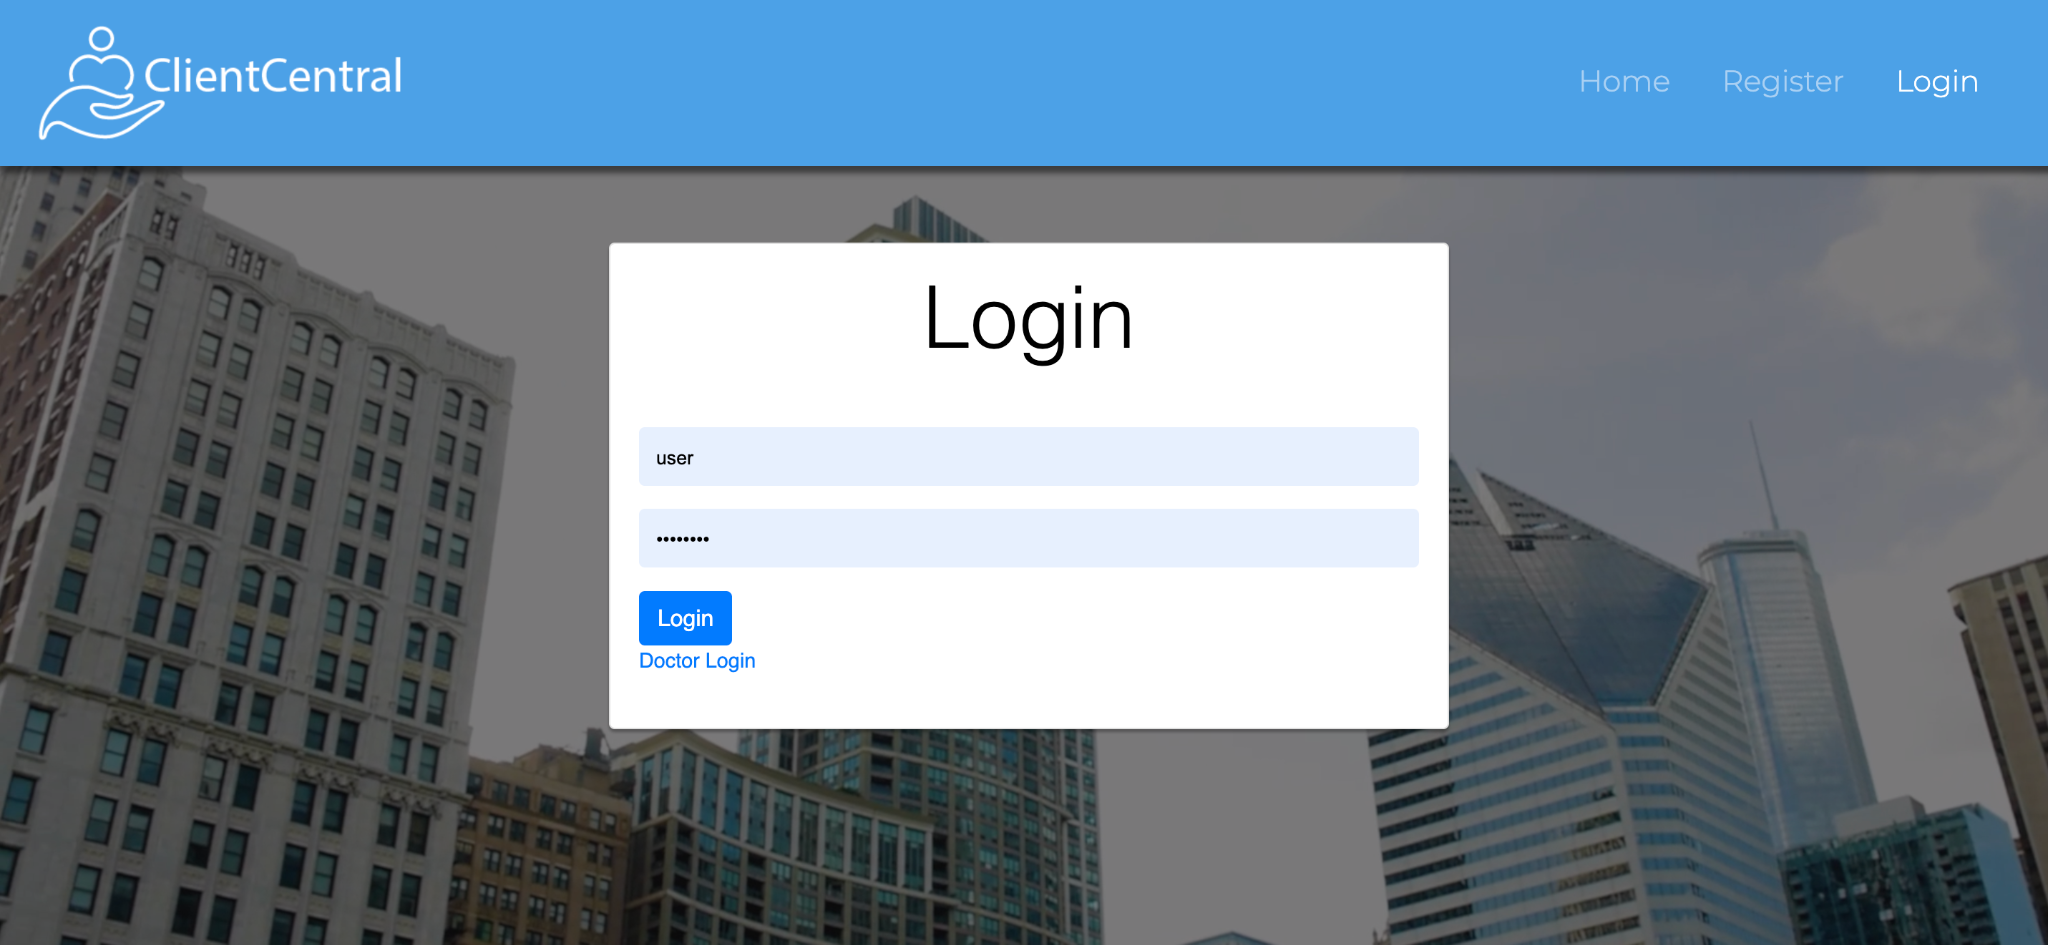 ClientCentral
Home Register Login
Login
user
••••••••
Login
Doctor Login